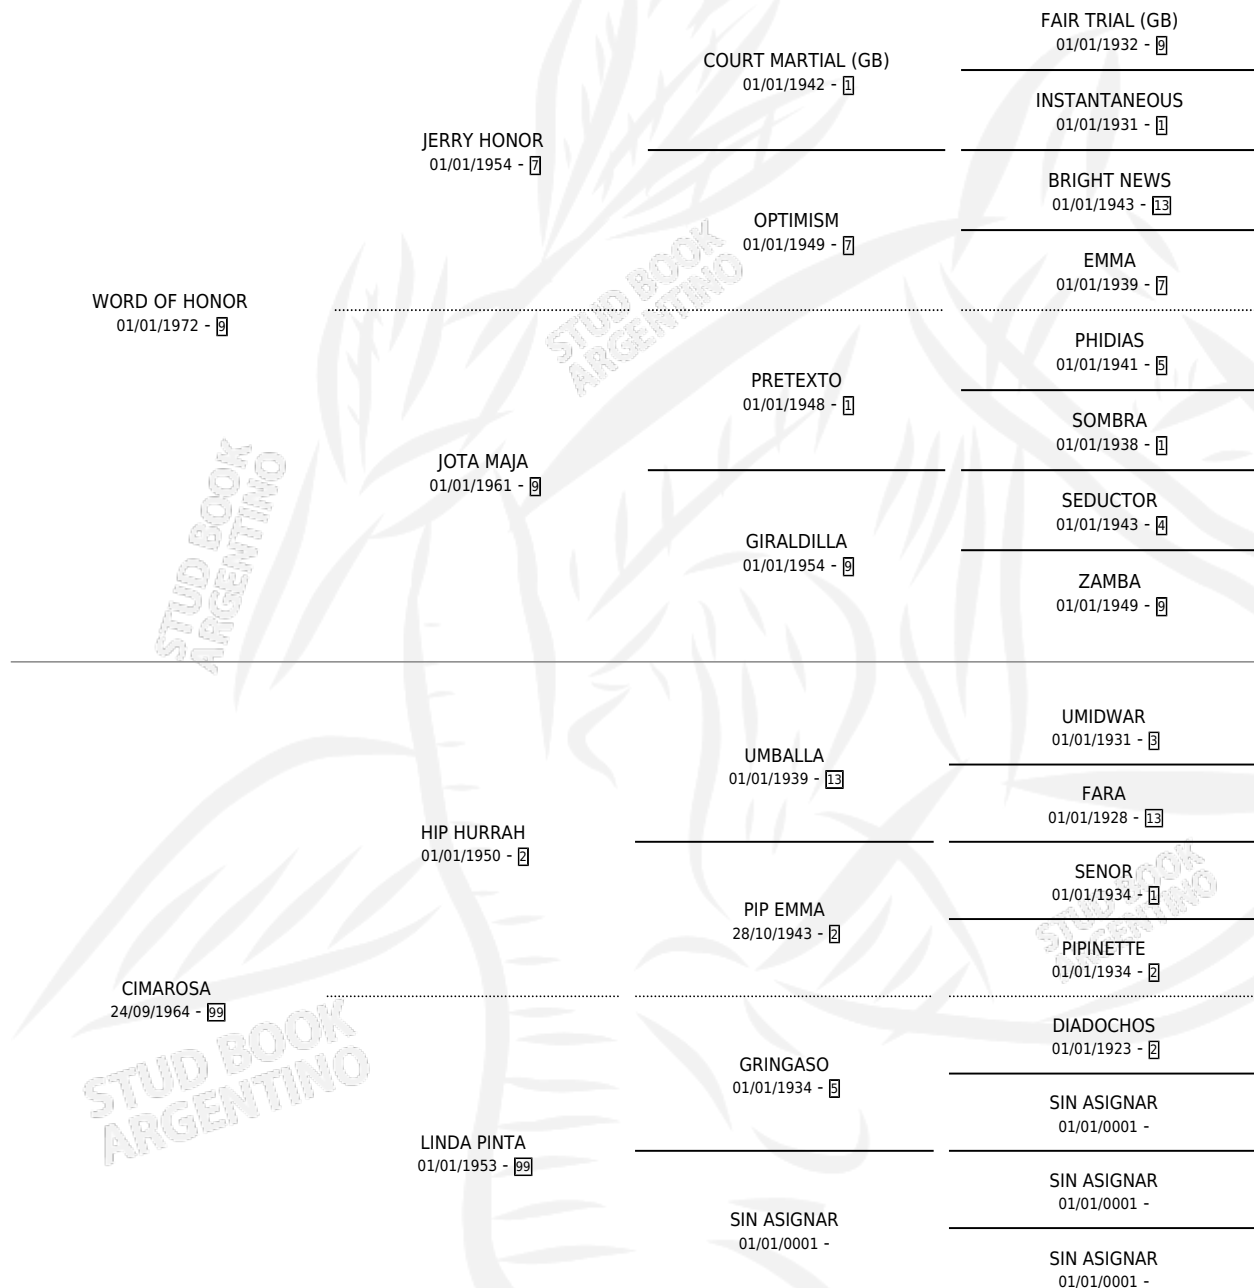 FAIR TRIAL (GB)
01/01/1932 - 9
COURT MARTIAL (GB)
01/01/1942 - 1
INSTANTANEOUS
01/01/1931 - 1
JERRY HONOR
01/01/1954 - 7
BRIGHT NEWS
01/01/1943 - 13
OPTIMISM
01/01/1949 - 7
EMMA
01/01/1939 - 7
WORD OF HONOR
01/01/1972 - 9
PHIDIAS
01/01/1941 - 5
PRETEXTO
01/01/1948 - 1
SOMBRA
01/01/1938 - 1
JOTA MAJA
01/01/1961 - 9
SEDUCTOR
01/01/1943 - 4
GIRALDILLA
01/01/1954 - 9
ZAMBA
01/01/1949 - 9
STUD BOOK
ARGENTINO
STUD BOOK
ARGENTINO
UMIDWAR
01/01/1931 - 3
UMBALLA
01/01/1939 - 13
FARA
01/01/1928 - 13
HIP HURRAH
01/01/1950 - 2
SENOR
01/01/1934 - 1
PIP EMMA
28/10/1943 - 2
PIPINETTE
01/01/1934 - 2
CIMAROSA
24/09/1964 - 99
DIADOCHOS
01/01/1923 - 2
GRINGASO
01/01/1934 - 5
SIN ASIGNAR
01/01/0001 -
LINDA PINTA
01/01/1953 - 99
SIN ASIGNAR
01/01/0001 -
SIN ASIGNAR
01/01/0001 -
SIN ASIGNAR
01/01/0001 -
STUD BOOK
ARGENTINO
STUD BOOK
ARGENTINO